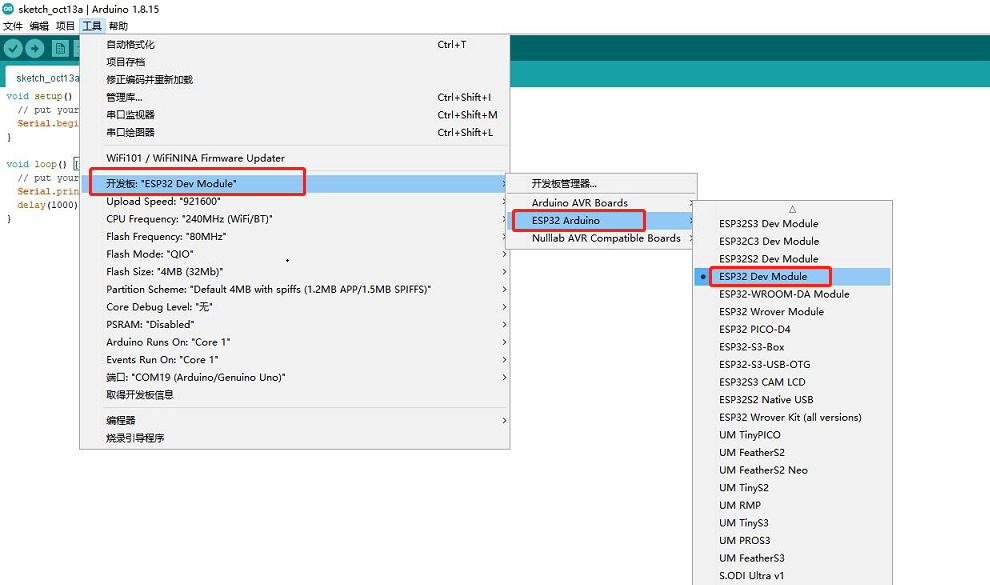 sketch_oct13a | Arduino 1.8.15
文件 编辑 项目 工具 帮助
自动格式化 Ctrl+T
项目存档
修正编码并重新加载
管理库... Ctrl+Shift+I
串口监视器 Ctrl+Shift+M
串口绘图器 Ctrl+Shift+L
WiFi101 / WiFiNINA Firmware Updater
开发板: "ESP32 Dev Module"
Upload Speed: "921600"
CPU Frequency: "240MHz (WiFi/BT)"
Flash Frequency: "80MHz"
Flash Mode: "QIO"
Flash Size: "4MB (32Mb)"
Partition Scheme: "Default 4MB with spiffs (1.2MB APP/1.5MB SPIFFS)"
Core Debug Level: "无"
PSRAM: "Disabled"
Arduino Runs On: "Core 1"
Events Run On: "Core 1"
端口: "COM19 (Arduino/Genuino Uno)"
取得开发板信息
编程器
烧录引导程序
sketch_oct13a
void setup()
// put your
Serial.begi
}
void loop() {
// put your
Serial.prin
delay(1000)
}
开发板管理器...
Arduino AVR Boards
ESP32 Arduino
Nulllab AVR Compatible Boards
ESP32S3 Dev Module
ESP32C3 Dev Module
ESP32S2 Dev Module
ESP32 Dev Module
ESP32-WROOM-DA Module
ESP32 Wrover Module
ESP32 PICO-D4
ESP32-S3-Box
ESP32-S3-USB-OTG
ESP32S3 CAM LCD
ESP32S2 Native USB
ESP32 Wrover Kit (all versions)
UM TinyPICO
UM FeatherS2
UM FeatherS2 Neo
UM TinyS2
UM RMP
UM TinyS3
UM PROS3
UM FeatherS3
S.ODI Ultra v1